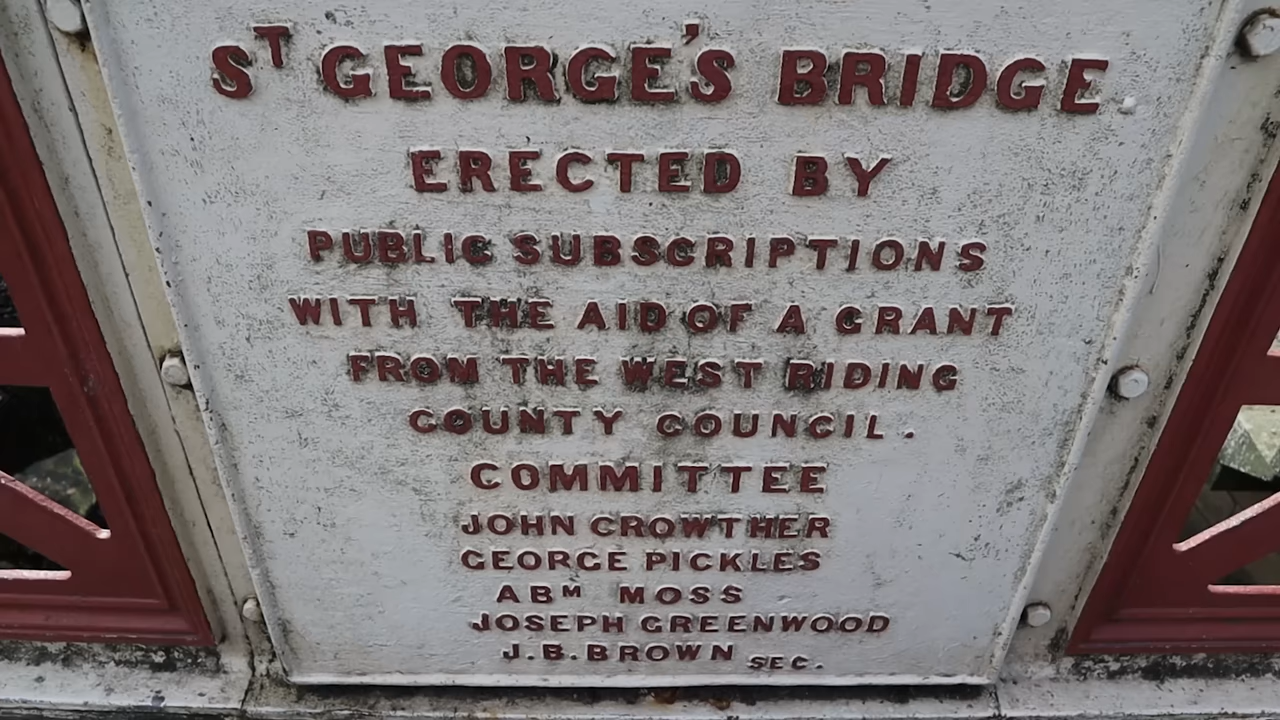 ST GEORGE'S BRIDGE.
ERECTED BY
PUBLIC SUBSCRIPTIONS
WITH THE AID OF A GRANT
FROM THE WEST RIDING
COUNTY COUNCIL.
COMMITTEE
JOHN CROWTHER
GEORGE PICKLES
ABM MOSS
JOSEPH GREENWOOD
J.B.BROWN SEC.